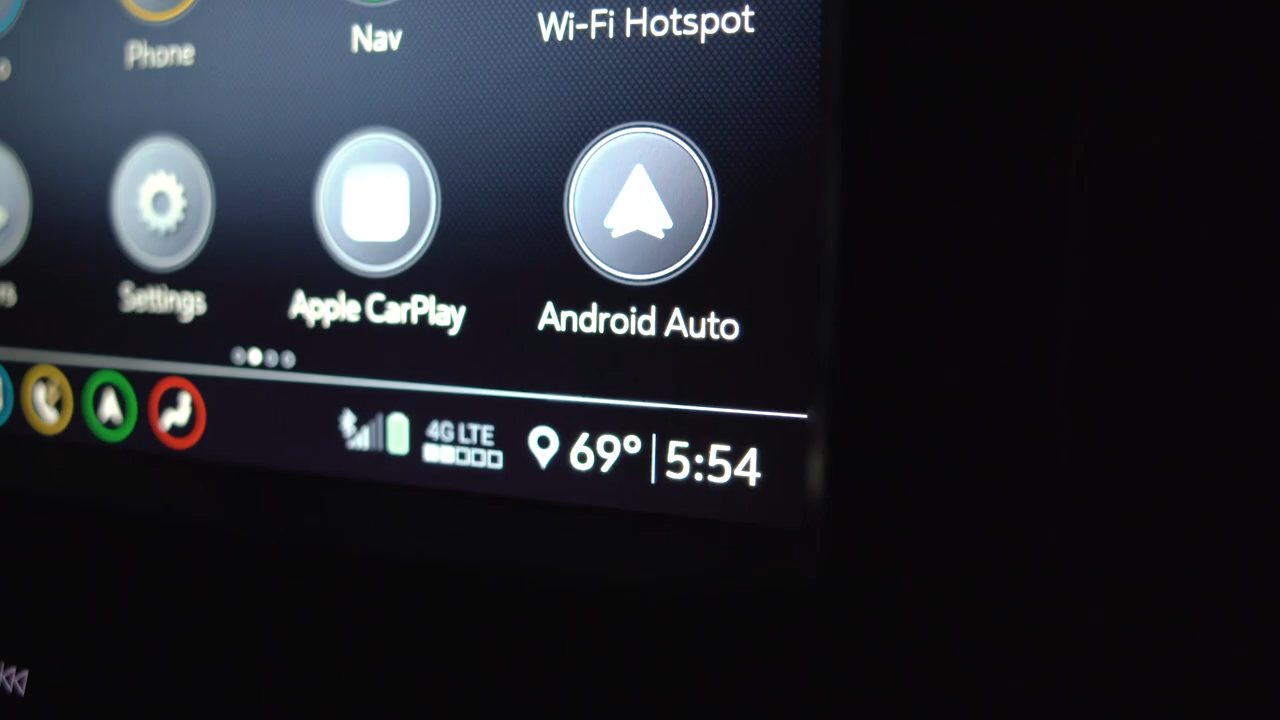 Wi-Fi Hotspot
Nav
Phone
Settings
Apple CarPlay
Android Auto
4G LTE
69° | 5:54